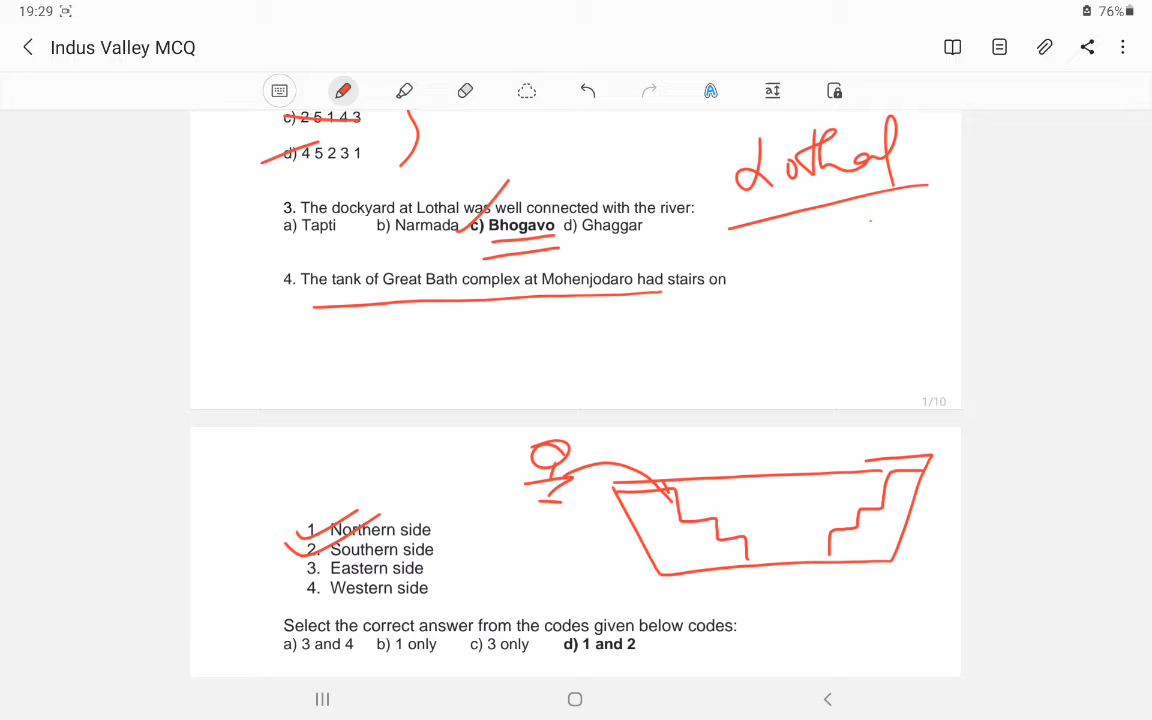 19:29 76%
Indus Valley MCQ
c) 2 5 1 4 3
d) 4 5 2 3 1
Lothal
3. The dockyard at Lothal was well connected with the river:
a) Tapti b) Narmada c) Bhogavo d) Ghaggar
4. The tank of Great Bath complex at Mohenjodaro had stairs on
1/10
1. Northern side
2. Southern side
3. Eastern side
4. Western side
Select the correct answer from the codes given below codes:
a) 3 and 4 b) 1 only c) 3 only d) 1 and 2